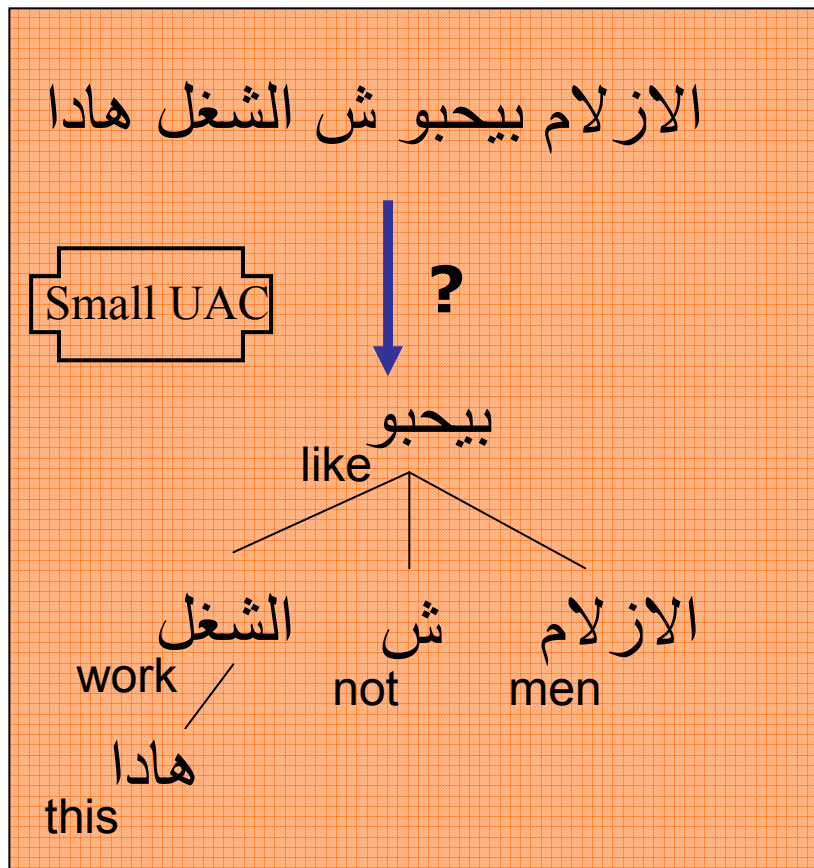 الازلام بيحبو ش الشغل هادا
Small UAC
?
بيحبو
like
الازلام
ش
الشغل
men
not
work
هادا
this